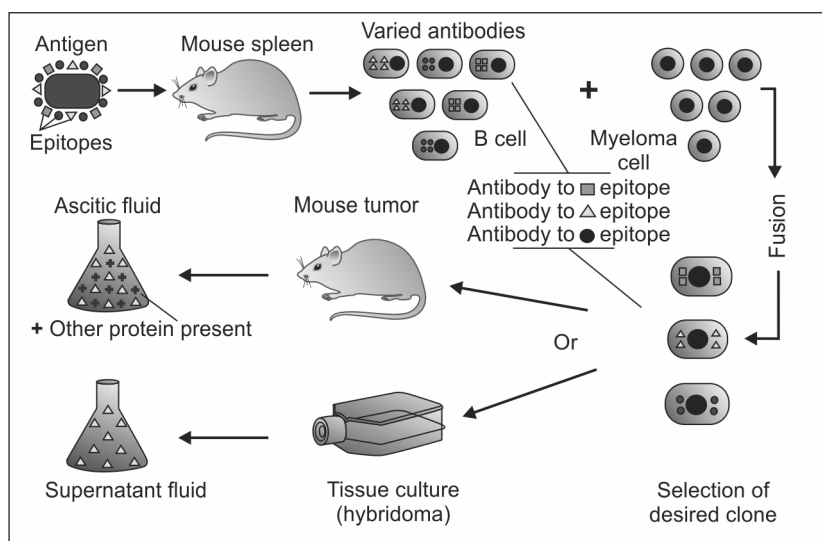 Antigen
Mouse spleen
Varied antibodies
+
Epitopes
B cell
Myeloma
cell
Antibody to epitope
Antibody to epitope
Antibody to epitope
Fusion
Ascitic fluid
Mouse tumor
+ Other protein present
Or
Supernatant fluid
Tissue culture
(hybridoma)
Selection of
desired clone